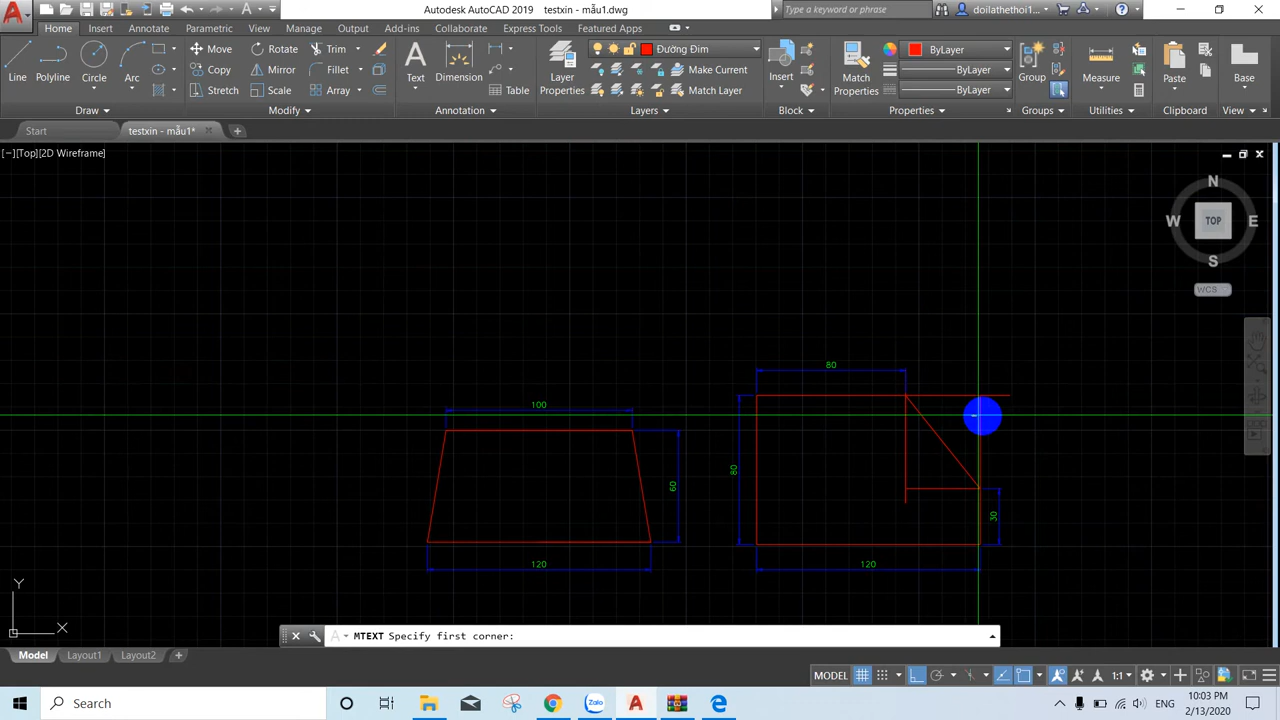 Autodesk AutoCAD 2019 testxin - mẫu1.dwg
Type a keyword or phrase
doilathethoi1...
Home Insert Annotate Parametric View Manage Output Add-ins Collaborate Express Tools Featured Apps
Line Polyline Circle Arc
Move Rotate Trim
Copy Mirror Fillet
Stretch Scale Array
Text Dimension Table
Layer Properties
Đường Đim
Make Current
Match Layer
Insert
Match Properties
ByLayer
ByLayer
ByLayer
Group Measure Paste Base
Draw Modify Annotation Layers Block Properties Groups Utilities Clipboard View
Start testxin - mẫu1*
[−][Top][2D Wireframe]
N
W TOP E
S
WCS
80
100
80
60
30
120
120
Y
X
MTEXT Specify first corner:
Model Layout1 Layout2
MODEL 1:1
Search
Zalo
ENG
10:03 PM
2/13/2020